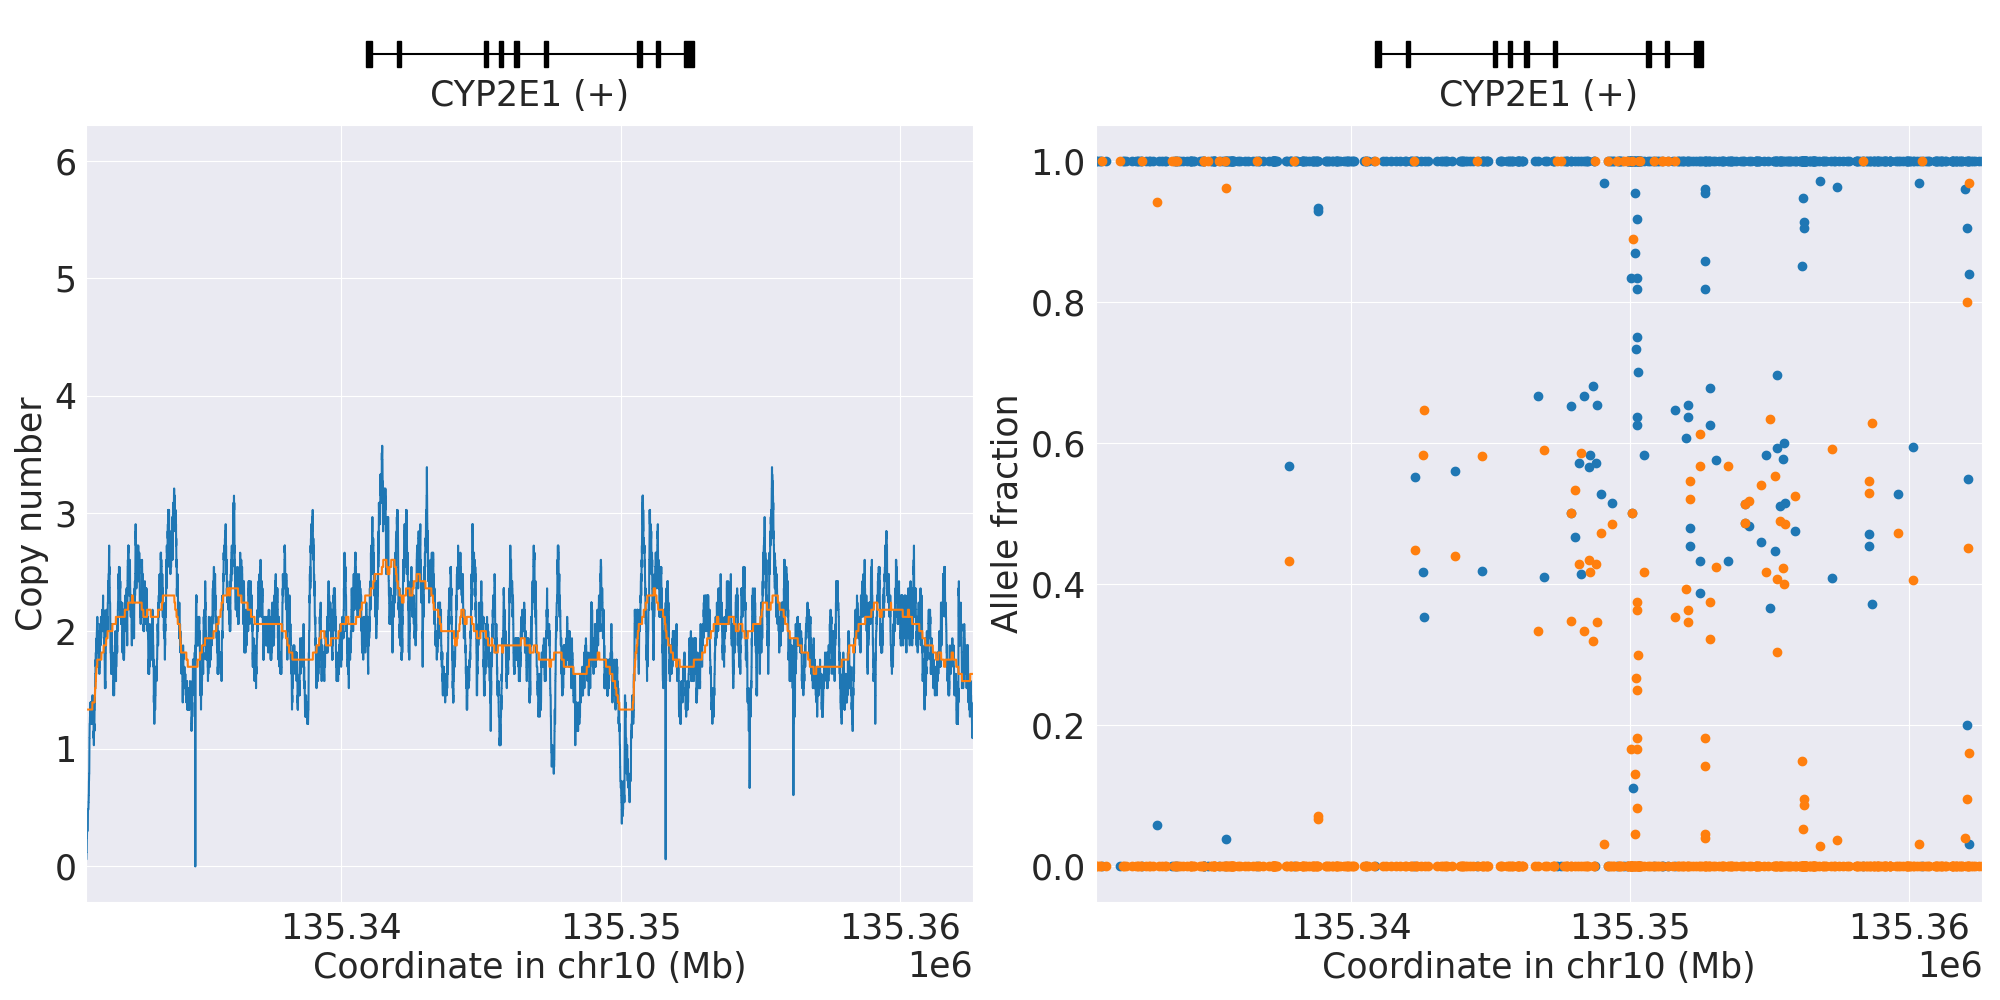 CYP2E1 (+)
6
5
4
3
2
1
0
Copy number
135.34 135.35 135.36
Coordinate in chr10 (Mb)
1e6
CYP2E1 (+)
1.0
0.8
0.6
0.4
0.2
0.0
Allele fraction
135.34 135.35 135.36
Coordinate in chr10 (Mb)
1e6